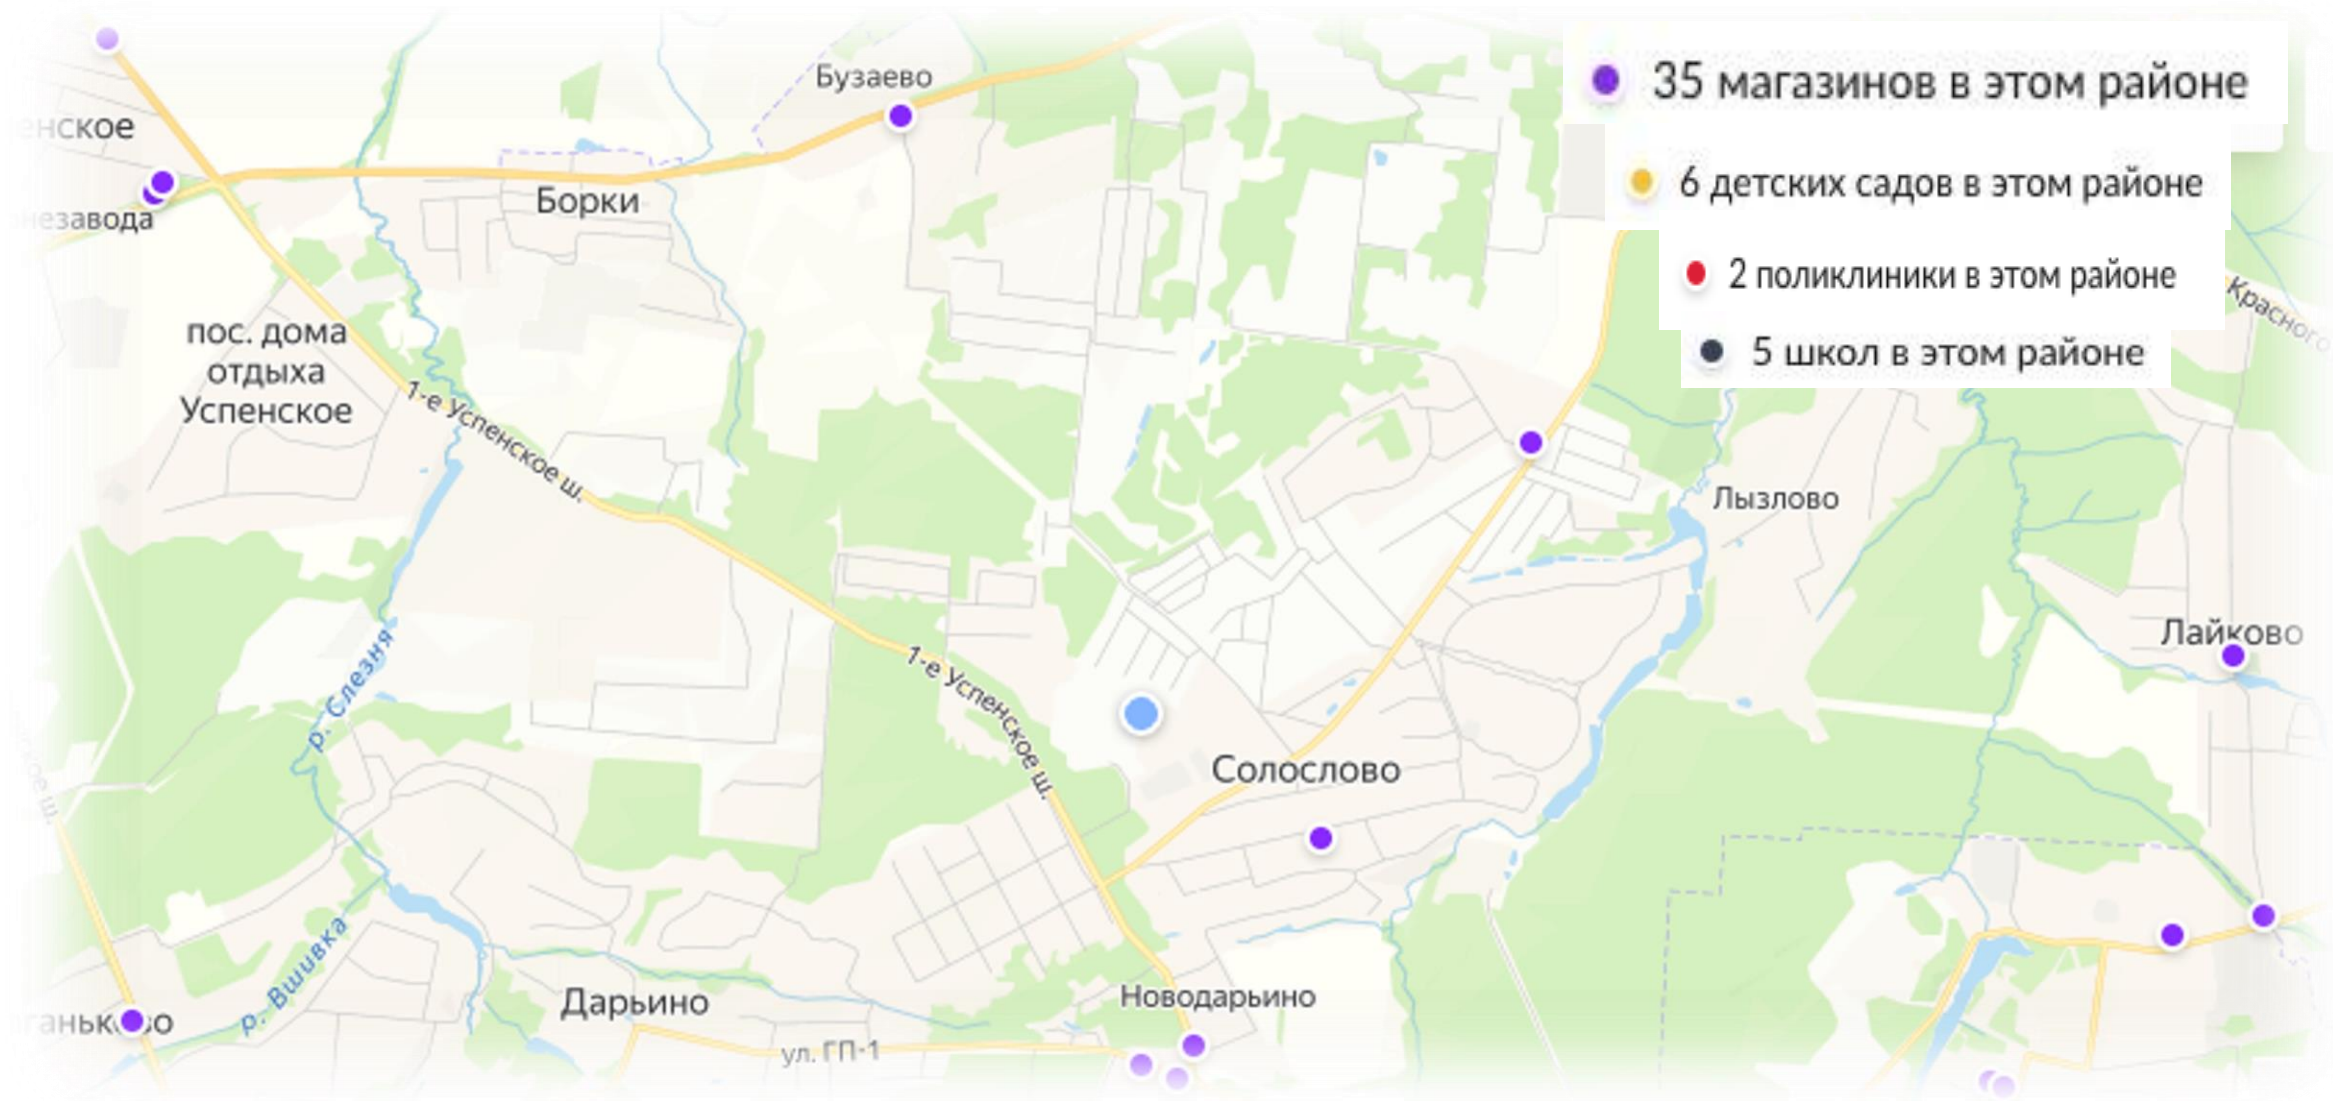 Бузаево
35 магазинов в этом районе
6 детских садов в этом районе
Борки
2 поликлиники в этом районе
5 школ в этом районе
пос. дома
отдыха
Успенское
1-е Успенское ш.
Лызлово
Лайково
р. Слезня
1-е Успенское ш.
Солослово
р. Вшивка
Дарьино
Новодарьино
ул. ГП-1